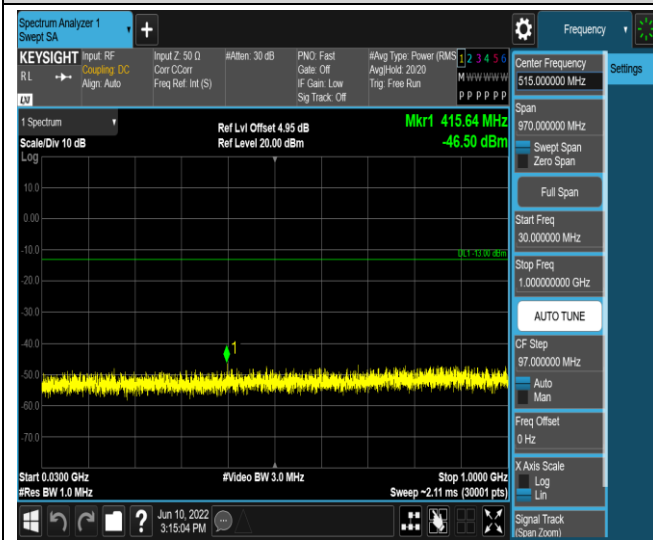 Spectrum Analyzer 1
Swept SA
+
Frequency
KEYSIGHT
RL
LXI
Input: RF
Coupling: DC
Align: Auto
Input Z: 50 Ω
Corr CCorr
Freq Ref: Int (S)
#Atten: 30 dB
PNO: Fast
Gate: Off
IF Gain: Low
Sig Track: Off
#Avg Type: Power (RMS
Avg|Hold: 20/20
Trig: Free Run
1 2 3 4 5 6
M W W W W W
P P P P P P
1 Spectrum
Scale/Div 10 dB
Log
Ref Lvl Offset 4.95 dB
Ref Level 20.00 dBm
Mkr1 415.64 MHz
-46.50 dBm
10.0
0.00
-10.0
DL1 -13.00 dBm
-20.0
-30.0
-40.0
1
-50.0
-60.0
-70.0
Start 0.0300 GHz
#Video BW 3.0 MHz
Stop 1.0000 GHz
#Res BW 1.0 MHz
Sweep ~2.11 ms (30001 pts)
?
Jun 10, 2022
3:15:04 PM
Center Frequency
515.000000 MHz
Settings
Span
970.000000 MHz
Swept Span
Zero Span
Full Span
Start Freq
30.000000 MHz
Stop Freq
1.000000000 GHz
AUTO TUNE
CF Step
97.000000 MHz
Auto
Man
Freq Offset
0 Hz
X Axis Scale
Log
Lin
Signal Track
(Span Zoom)